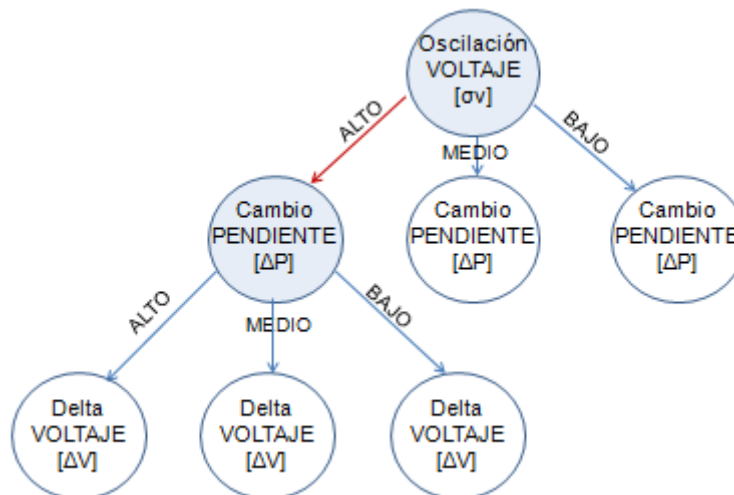 Oscilación
VOLTAJE
[σv]
ALTO
MEDIO
BAJO
Cambio
PENDIENTE
[ΔP]
Cambio
PENDIENTE
[ΔP]
Cambio
PENDIENTE
[ΔP]
ALTO
MEDIO
BAJO
Delta
VOLTAJE
[ΔV]
Delta
VOLTAJE
[ΔV]
Delta
VOLTAJE
[ΔV]